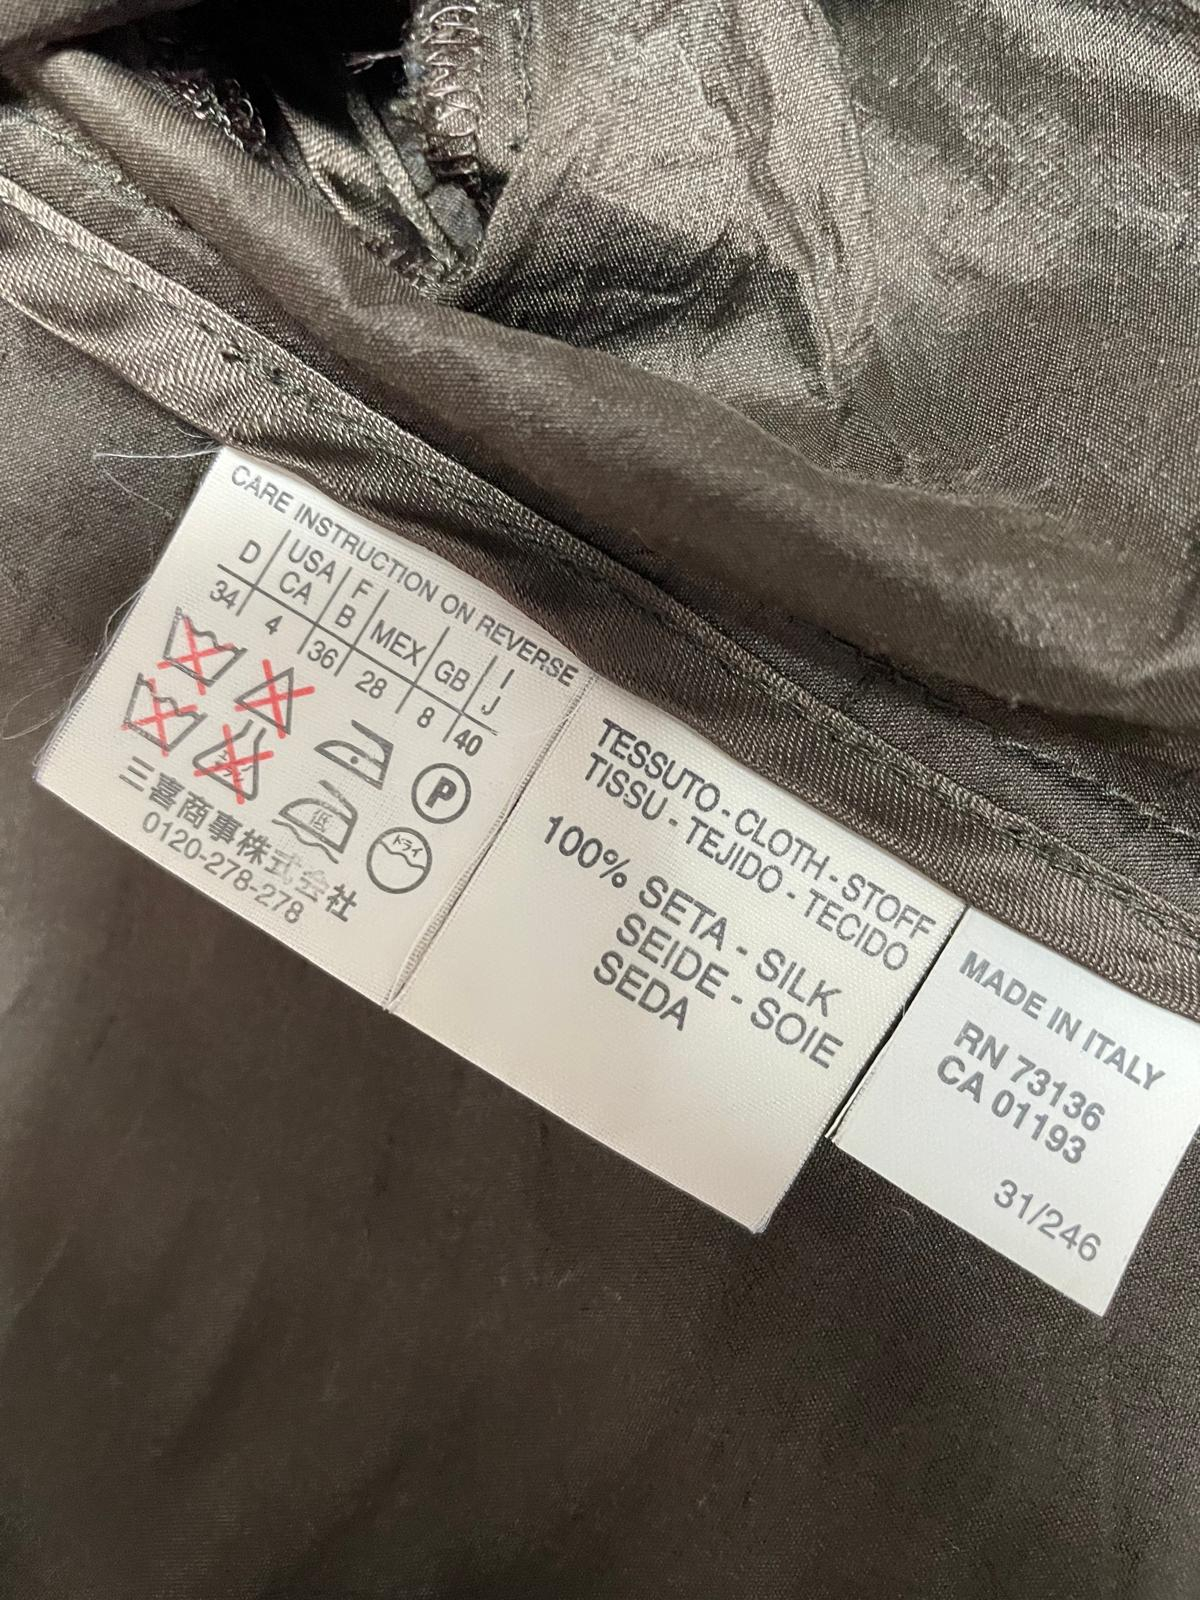 CARE INSTRUCTION ON REVERSE
D USA CA F B MEX GB I J
34 4 36 28 8 40
P
低
ドライ
三喜商事株式会社
0120-278-278
TESSUTO - CLOTH - STOFF
TISSU - TEJIDO - TECIDO
100% SETA - SILK
SEIDE - SOIE
SEDA
MADE IN ITALY
RN 73136
CA 01193
31/246